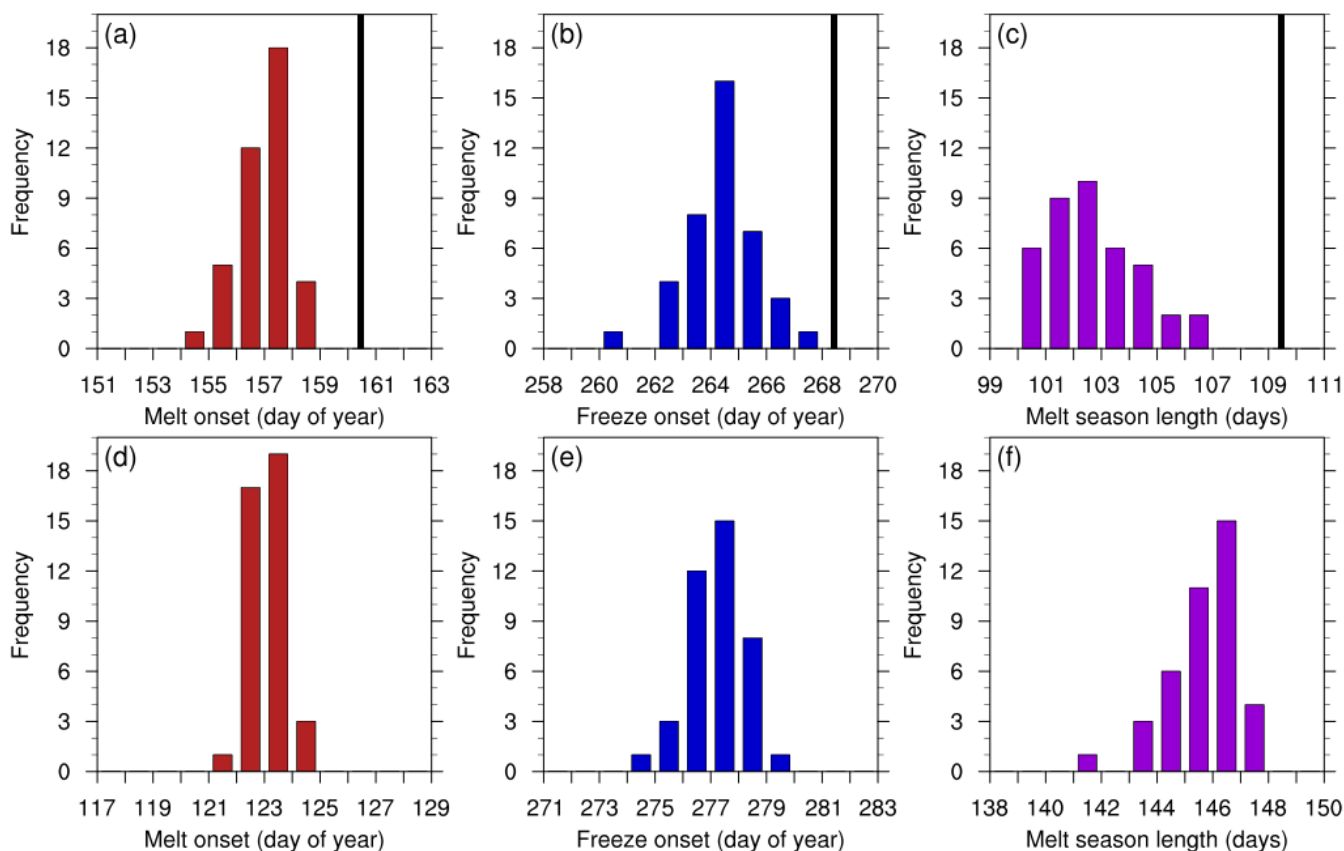 (a)
18
15
12
9
6
3
0
Frequency
151 153 155 157 159 161 163
Melt onset (day of year)
(b)
18
15
12
9
6
3
0
Frequency
258 260 262 264 266 268 270
Freeze onset (day of year)
(c)
18
15
12
9
6
3
0
Frequency
99 101 103 105 107 109 111
Melt season length (days)
(d)
18
15
12
9
6
3
0
Frequency
117 119 121 123 125 127 129
Melt onset (day of year)
(e)
18
15
12
9
6
3
0
Frequency
271 273 275 277 279 281 283
Freeze onset (day of year)
(f)
18
15
12
9
6
3
0
Frequency
138 140 142 144 146 148 150
Melt season length (days)